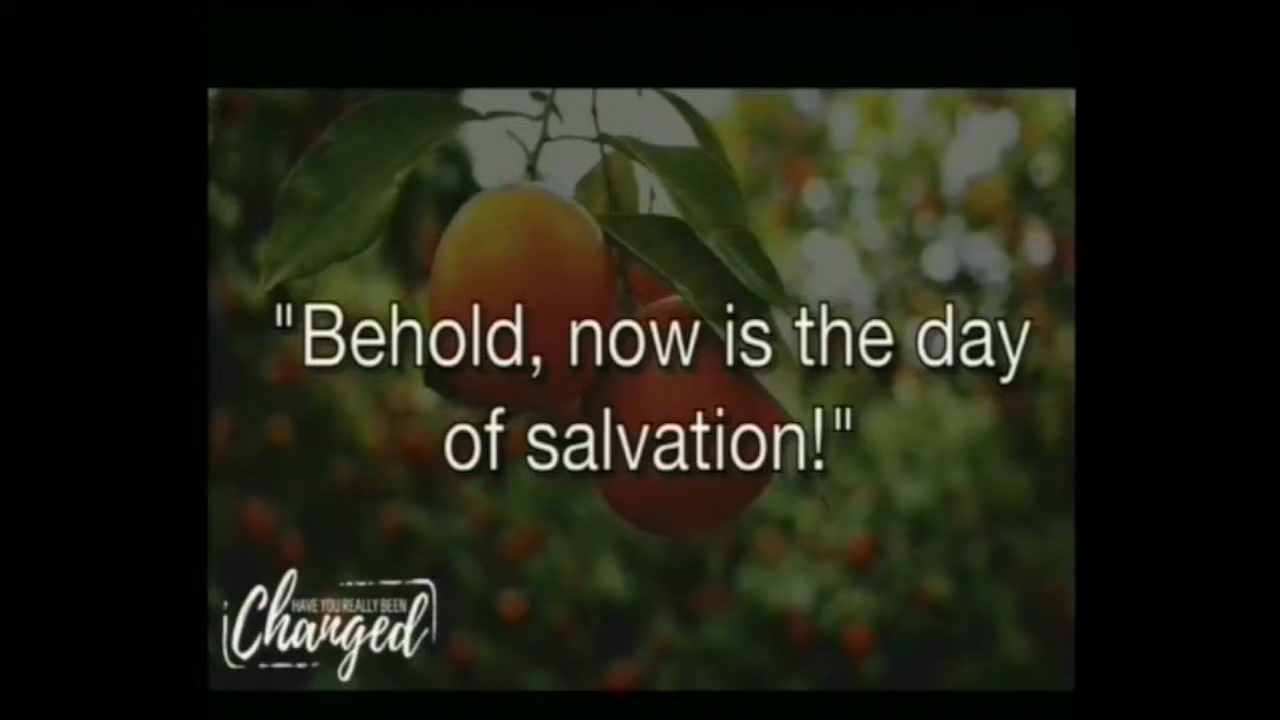 "Behold, now is the day
of salvation!"
HAVE YOU REALLY BEEN
Changed